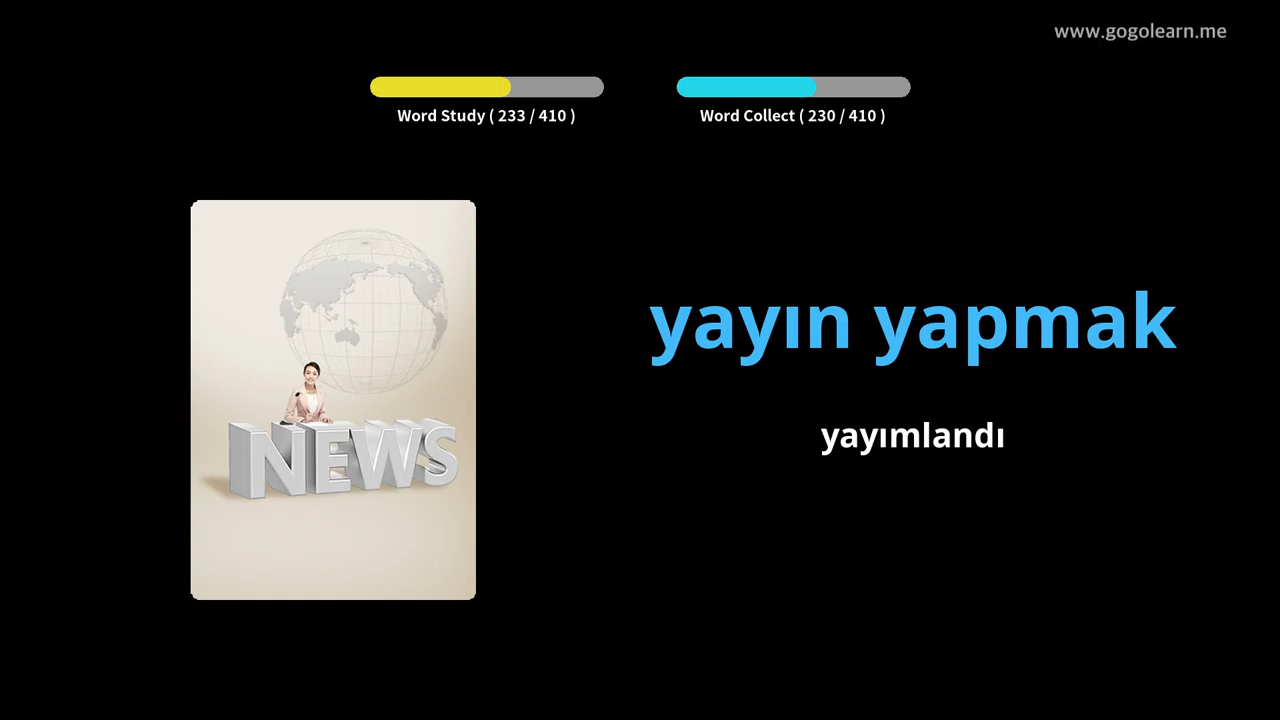 www.gogolearn.me
Word Study ( 233 / 410 )
Word Collect ( 230 / 410 )
NEWS
yayın yapmak
yayımlandı